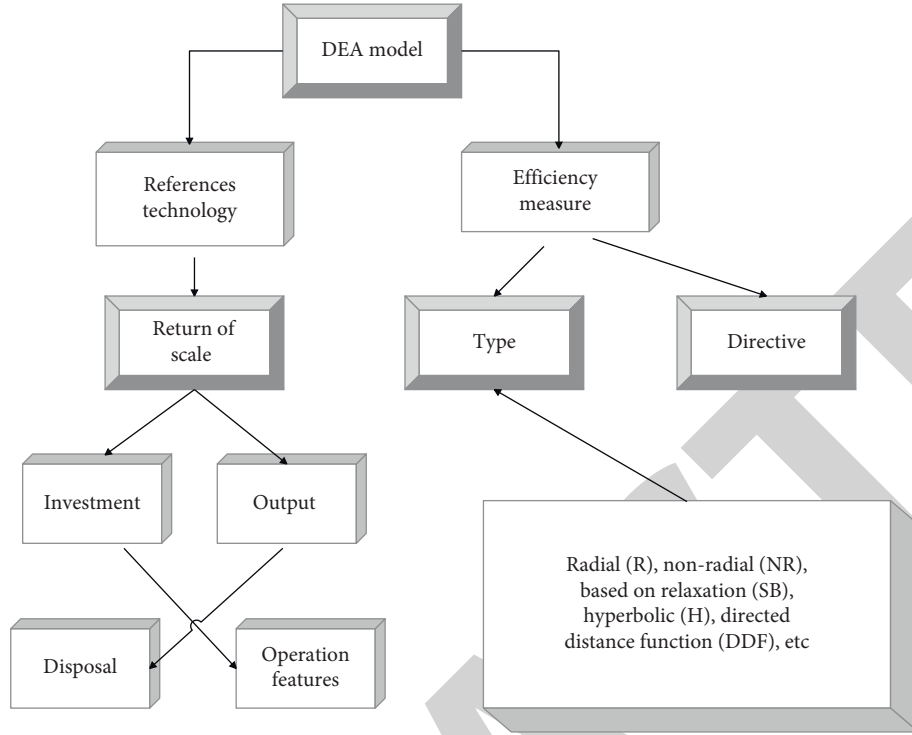 DEA model
References
technology
Efficiency
measure
Return of
scale
Type
Directive
Investment
Output
Radial (R), non-radial (NR),
based on relaxation (SB),
hyperbolic (H), directed
distance function (DDF), etc
Disposal
Operation
features